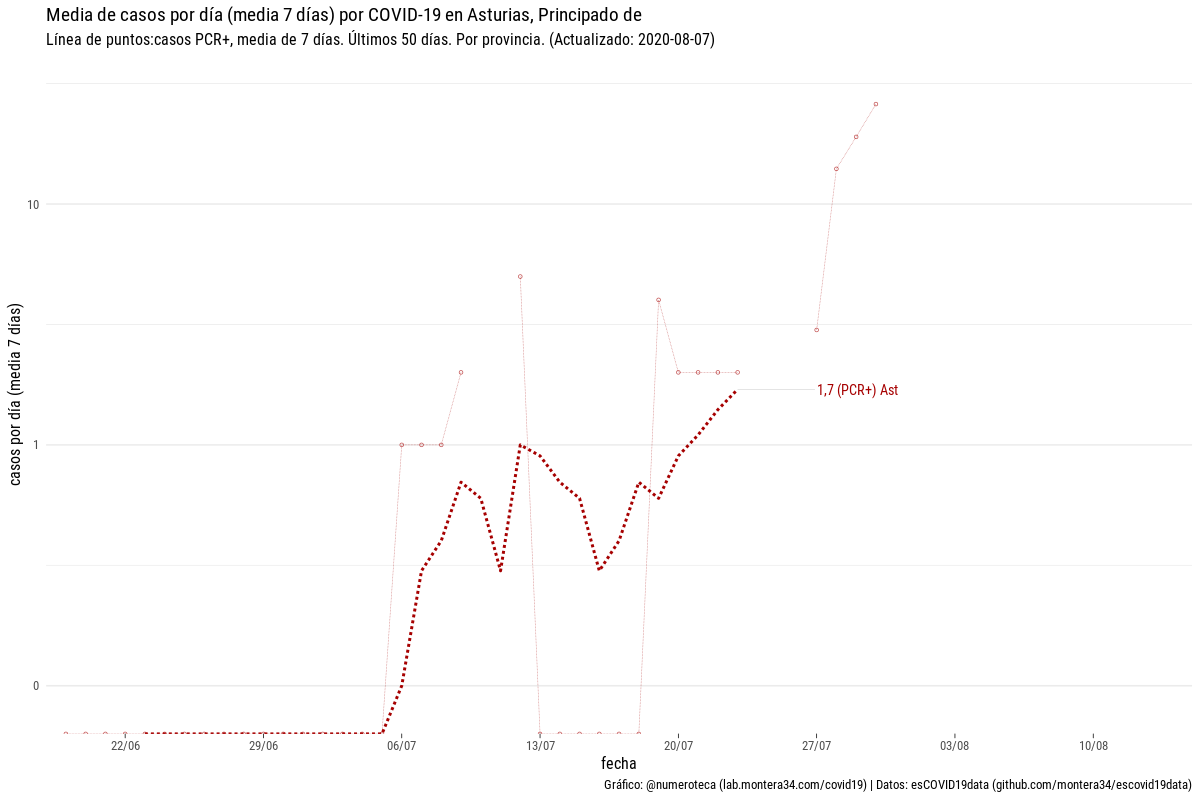 Media de casos por día (media 7 días) por COVID-19 en Asturias, Principado de
Línea de puntos:casos PCR+, media de 7 días. Últimos 50 días. Por provincia. (Actualizado: 2020-08-07)
casos por día (media 7 días)
10
1
0
1,7 (PCR+) Ast
22/06
29/06
06/07
13/07
20/07
27/07
03/08
10/08
fecha
Gráfico: @numeroteca (lab.montera34.com/covid19) | Datos: esCOVID19data (github.com/montera34/escovid19data)